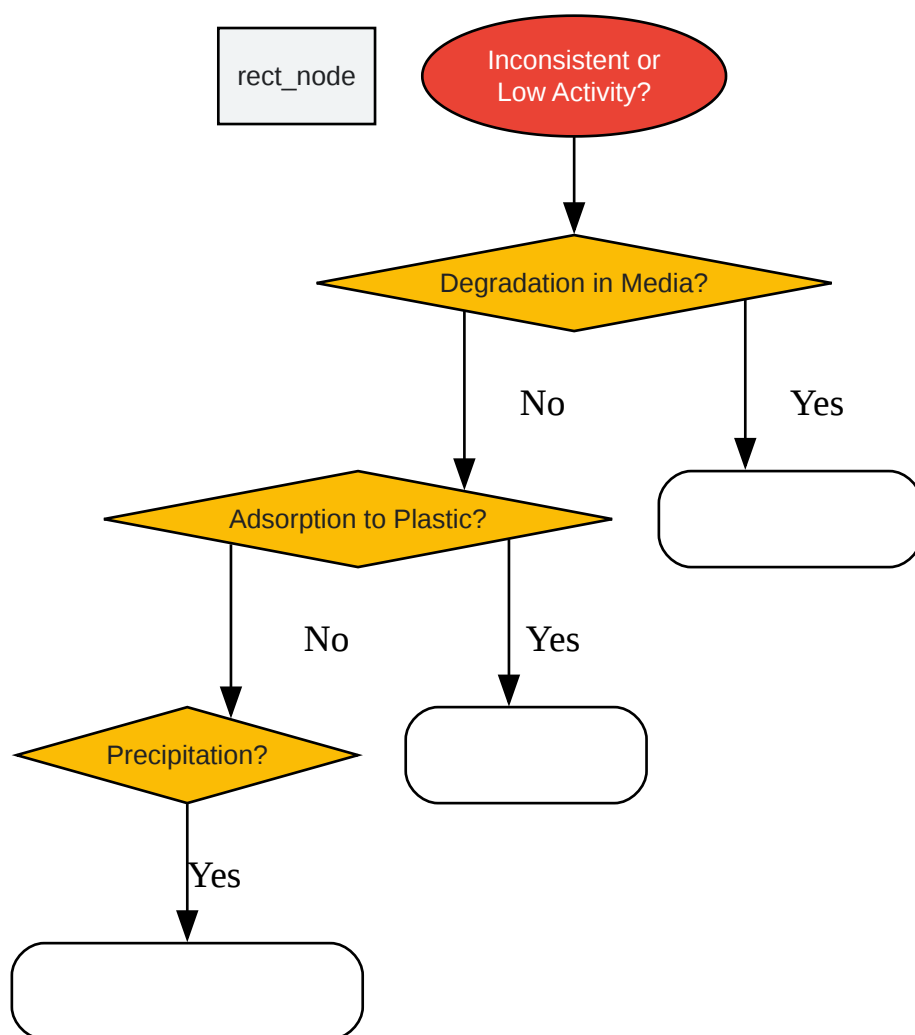 rect_node
Inconsistent or
Low Activity?
Degradation in Media?
No
Yes
Adsorption to Plastic?
No
Yes
Precipitation?
Yes